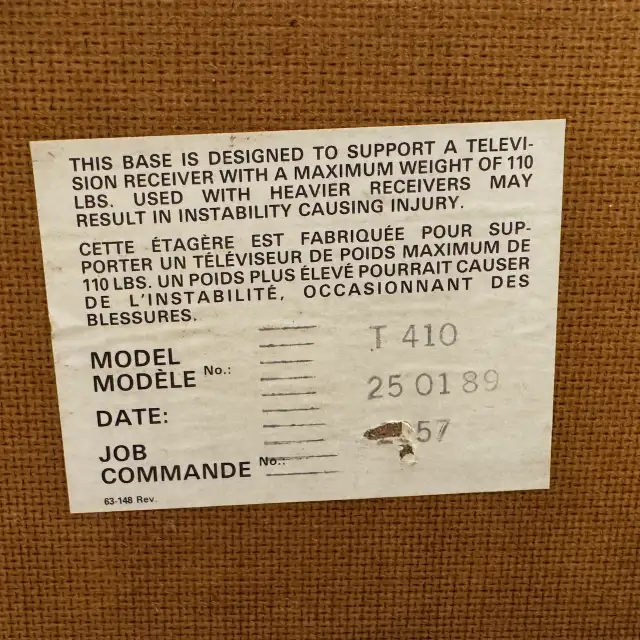 THIS BASE IS DESIGNED TO SUPPORT A TELEVI-
SION RECEIVER WITH A MAXIMUM WEIGHT OF 110
LBS. USED WITH HEAVIER RECEIVERS MAY
RESULT IN INSTABILITY CAUSING INJURY.
CETTE ÉTAGÈRE EST FABRIQUÉE POUR SUP-
PORTER UN TÉLÉVISEUR DE POIDS MAXIMUM DE
110 LBS. UN POIDS PLUS ÉLEVÉ POURRAIT CAUSER
DE L'INSTABILITÉ, OCCASIONNANT DES
BLESSURES.
MODEL
MODÈLE No.: T 410
DATE: 25 01 89
JOB
COMMANDE No.: 57
63-148 Rev.